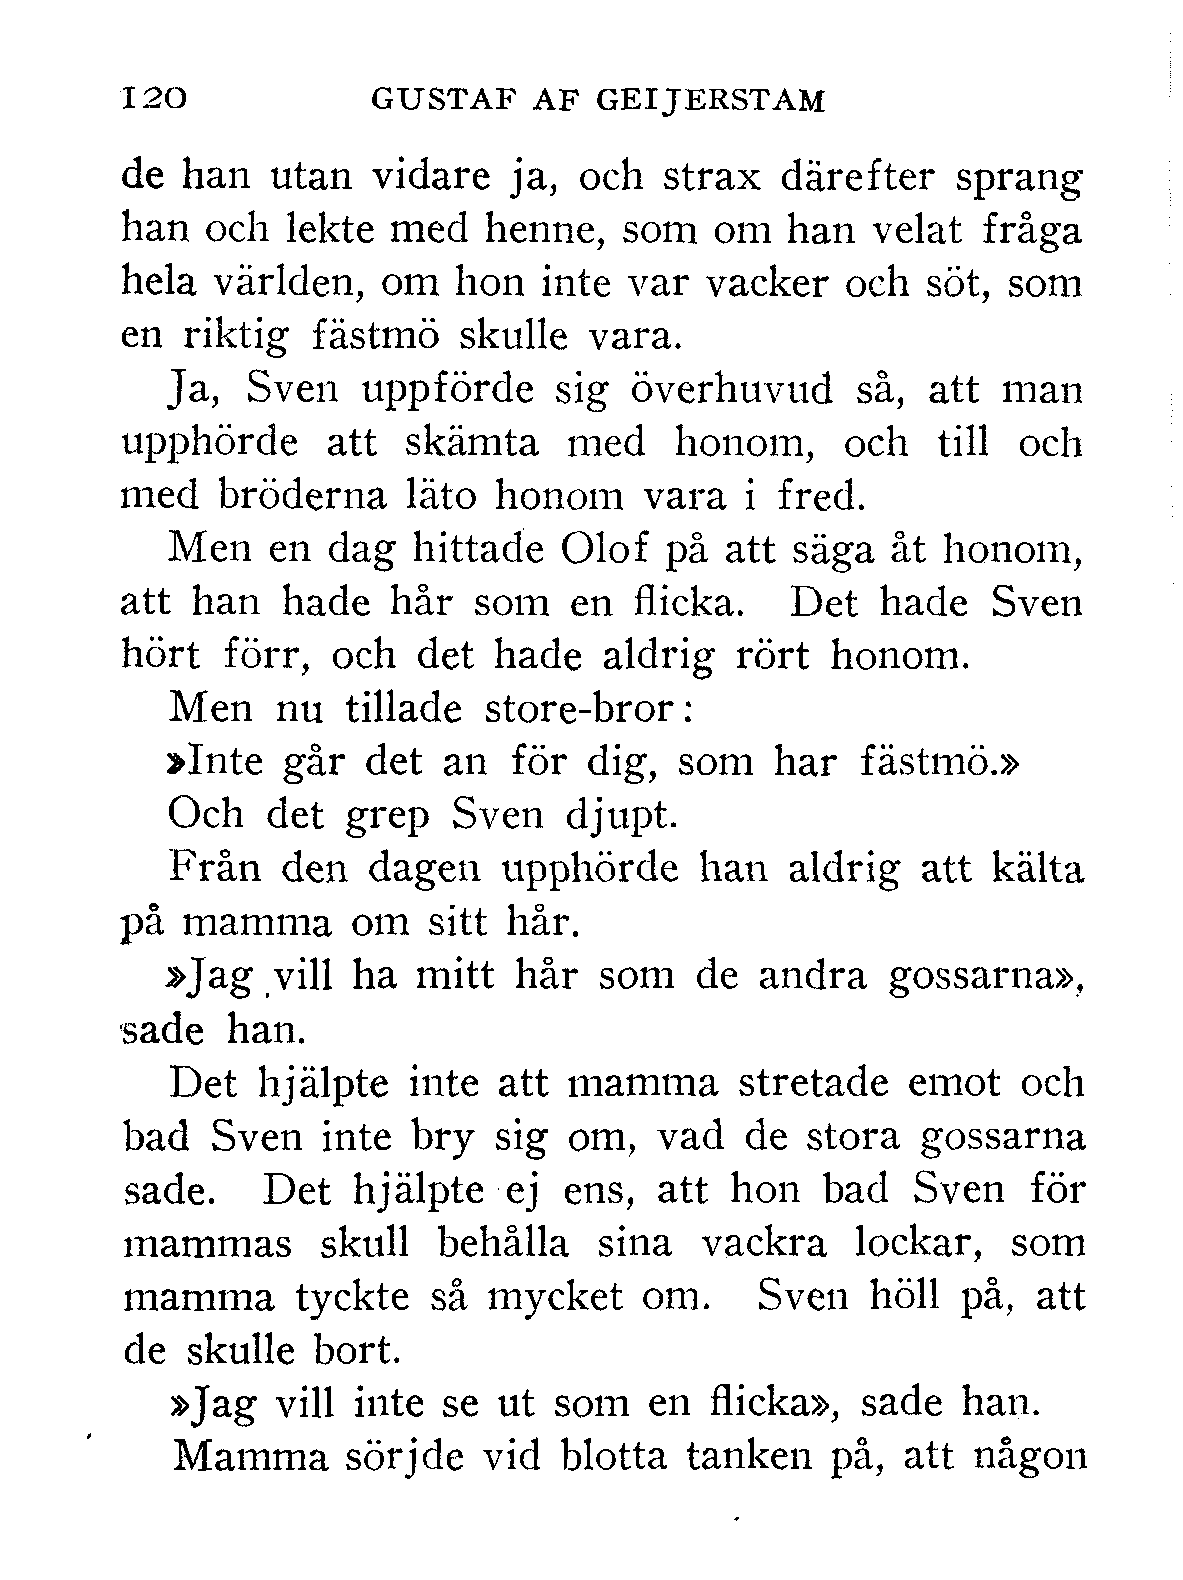 120 GUSTAF AF GEIJERSTAM
de han utan vidare ja, och strax därefter sprang
han och lekte med henne, som om han velat fråga
hela världen, om hon inte var vacker och söt, som
en riktig fästmö skulle vara.
Ja, Sven uppförde sig överhuvud så, att man
upphörde att skämta med honom, och till och
med bröderna läto honom vara i fred.
Men en dag hittade Olof på att säga åt honom,
att han hade hår som en flicka. Det hade Sven
hört förr, och det hade aldrig rört honom.
Men nu tillade store-bror:
»Inte går det an för dig, som har fästmö.»
Och det grep Sven djupt.
Från den dagen upphörde han aldrig att kälta
på mamma om sitt hår.
»Jag vill ha mitt hår som de andra gossarna»,
sade han.
Det hjälpte inte att mamma stretade emot och
bad Sven inte bry sig om, vad de stora gossarna
sade. Det hjälpte ej ens, att hon bad Sven för
mammas skull behålla sina vackra lockar, som
mamma tyckte så mycket om. Sven höll på, att
de skulle bort.
»Jag vill inte se ut som en flicka», sade han.
Mamma sörjde vid blotta tanken på, att någon